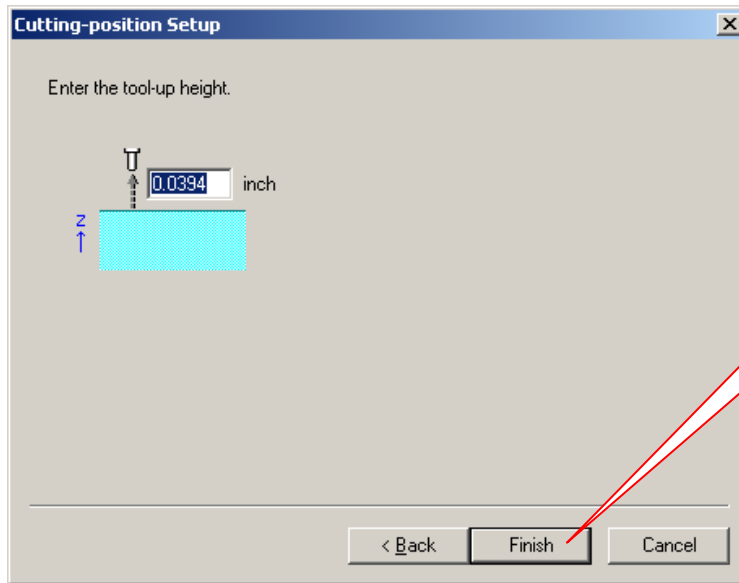 Cutting-position Setup
Enter the tool-up height.
0.0394 inch
Z
< Back Finish Cancel